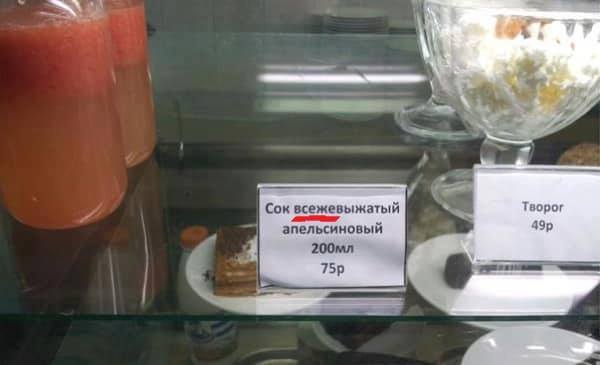 Сок всежевыжатый
апельсиновый
200мл
75р
Творог
49р